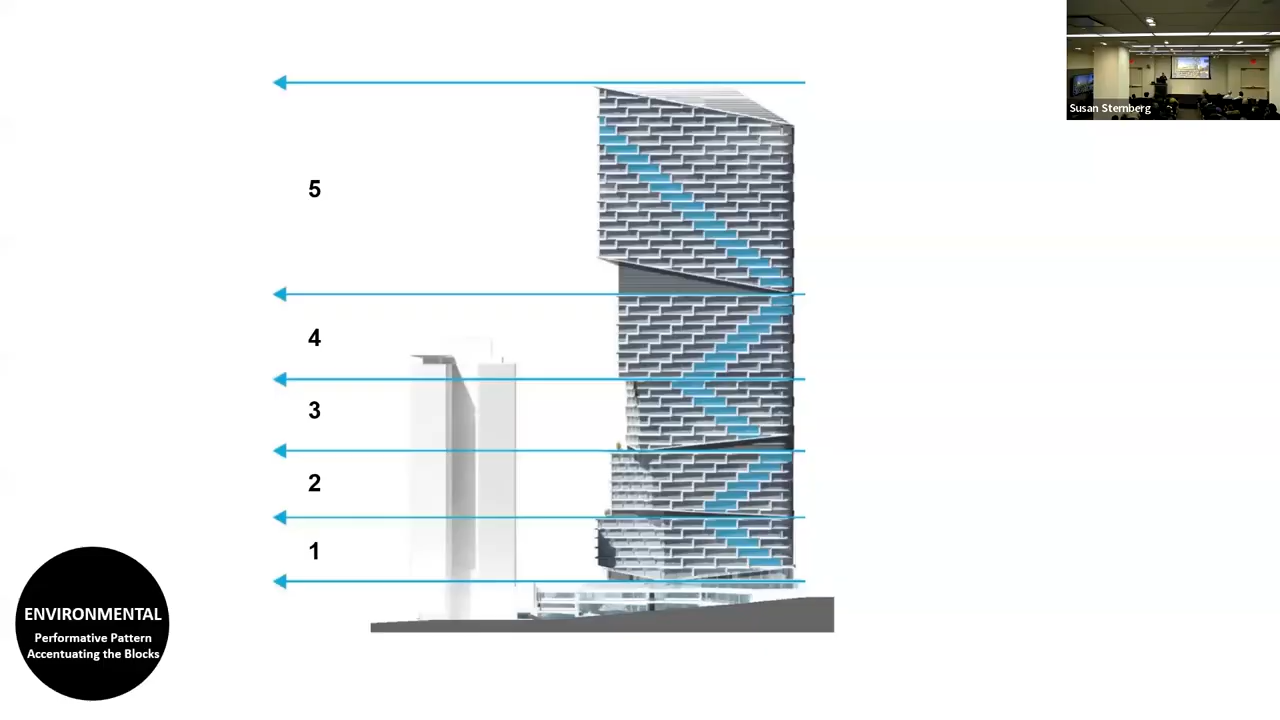 Susan Sternberg
5
4
3
2
1
ENVIRONMENTAL
Performative Pattern
Accentuating the Blocks